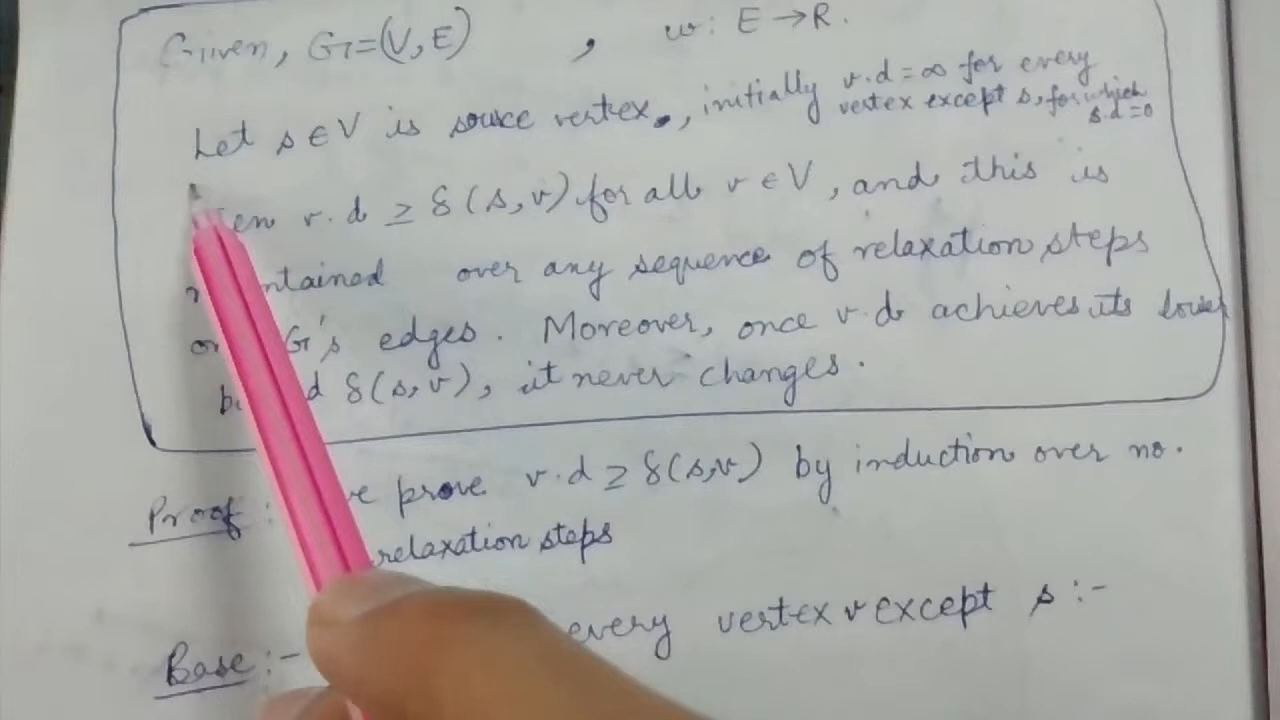 Given, G=(V,E) , w: E→R.
Let s ∈ V is source vertex., initially v.d = ∞ for every
vertex except s, for which
s.d = 0
v.d ≥ δ(s,v) for all v ∈ V, and this is
over any sequence of relaxation steps
G's edges. Moreover, once v.d achieves its lower
δ(s,v), it never changes.
Proof : prove v.d ≥ δ(s,v) by induction over no.
relaxation steps
Base :- every vertex v except s :-